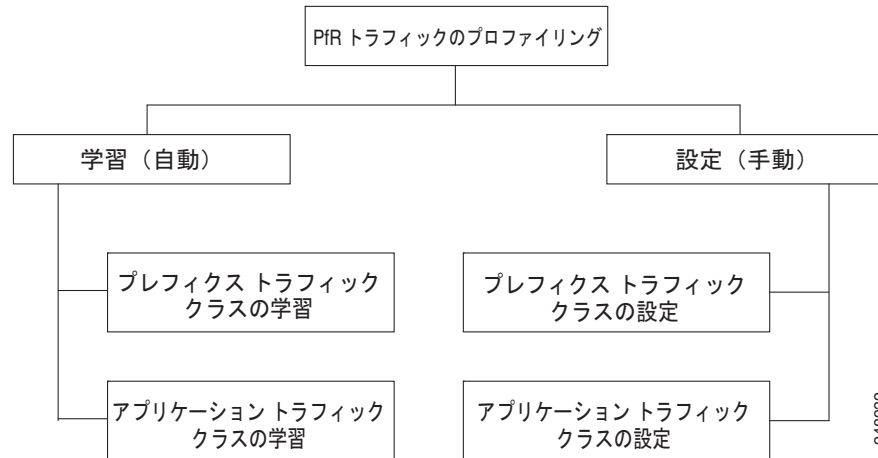 PfR トラフィックのプロファイリング
学習（自動）
設定（手動）
プレフィクス トラフィック
クラスの学習
プレフィクス トラフィック
クラスの設定
アプリケーション トラフィック
クラスの学習
アプリケーション トラフィック
クラスの設定